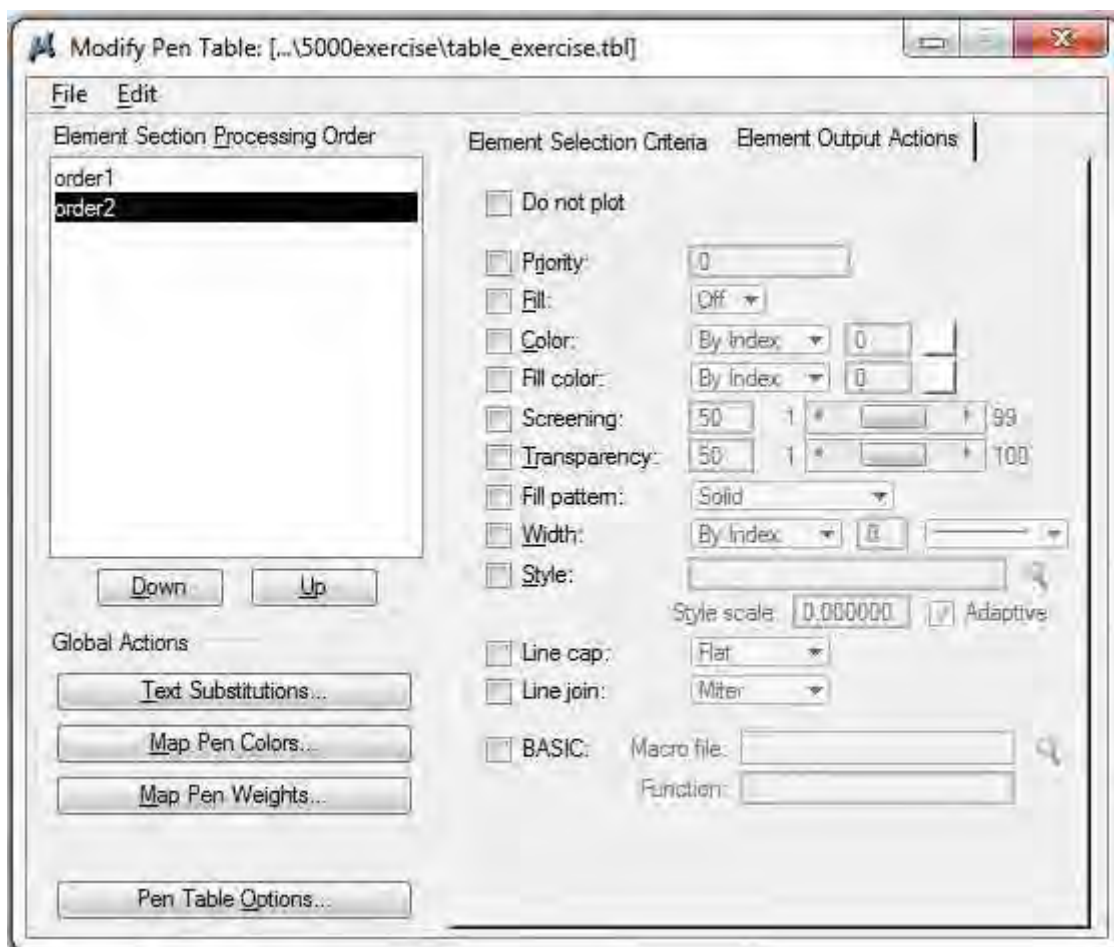 Modify Pen Table: [...\5000exercise\table_exercise.tbl]
File Edit
Element Section Processing Order
order1
order2
Down Up
Global Actions
Text Substitutions...
Map Pen Colors...
Map Pen Weights...
Pen Table Options...
Element Selection Criteria Element Output Actions
Do not plot
Priority: 0
Fill: Off
Color: By Index 0
Fill color: By Index 0
Screening: 50 1 99
Transparency: 50 1 100
Fill pattern: Solid
Width: By Index 0
Style:
Style scale: 0.000000 Adaptive
Line cap: Flat
Line join: Miter
BASIC: Macro file:
Function: